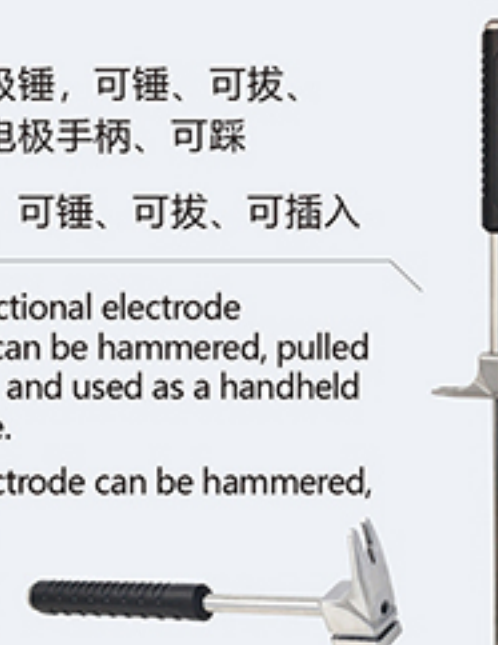 极锤，可锤、可拔、
电极手柄、可踩
可锤、可拔、可插入
ctional electrode
can be hammered, pulled
and used as a handheld
e.
ctrode can be hammered,